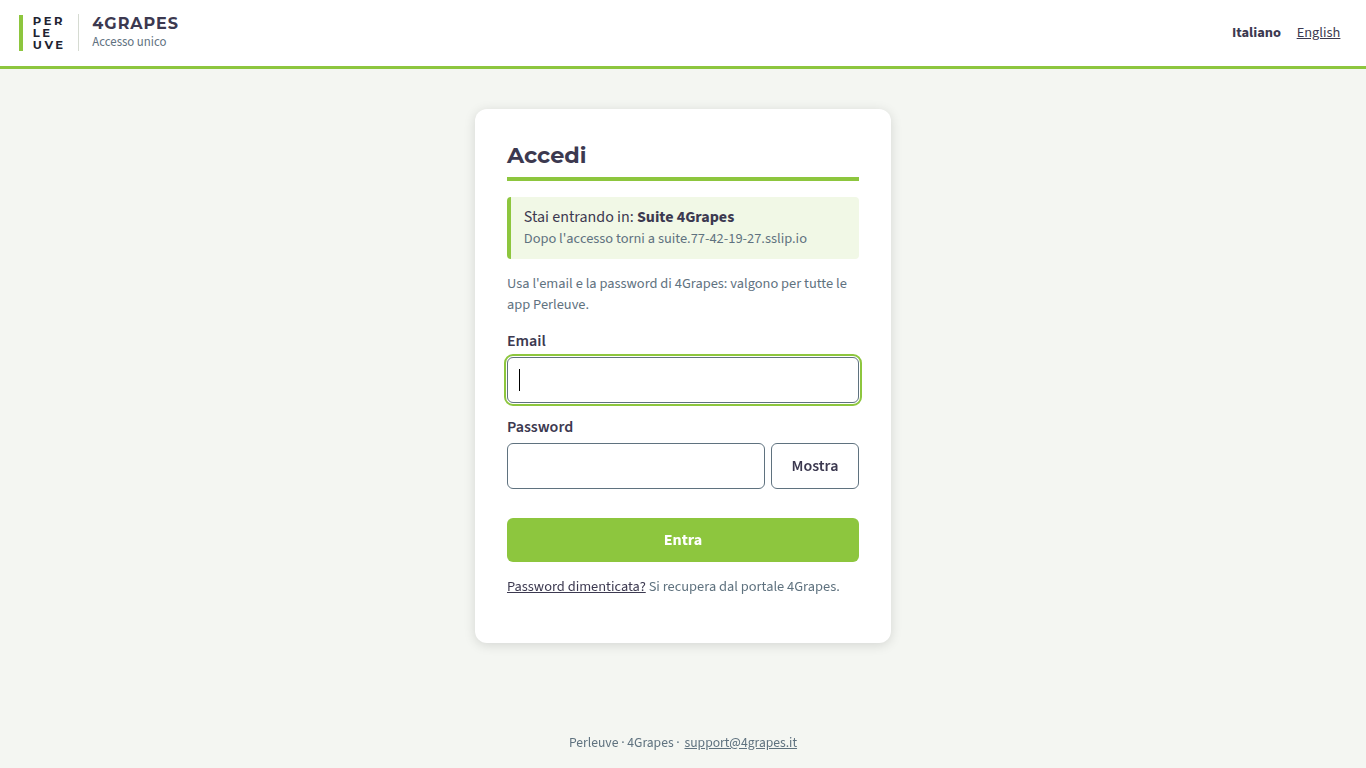 PER
LE
UVE
4GRAPES
Accesso unico
Italiano English
Accedi
Stai entrando in: Suite 4Grapes
Dopo l'accesso torni a suite.77-42-19-27.sslip.io
Usa l'email e la password di 4Grapes: valgono per tutte le
app Perleuve.
Email
Password
Mostra
Entra
Password dimenticata? Si recupera dal portale 4Grapes.
Perleuve · 4Grapes · support@4grapes.it